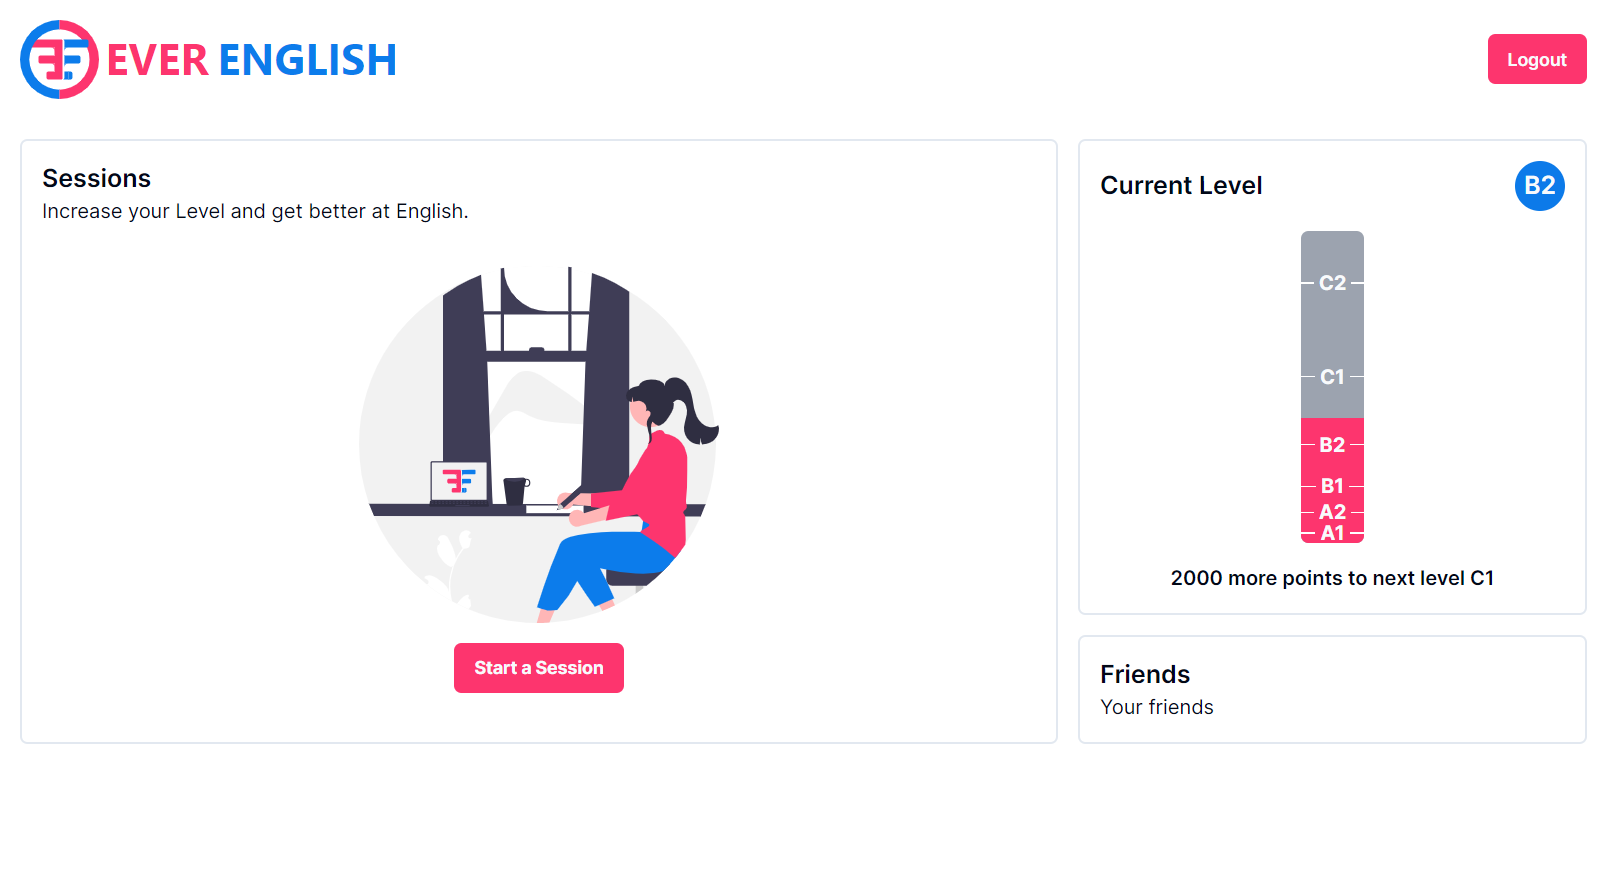 EVER ENGLISH
Logout
Sessions
Increase your Level and get better at English.
Start a Session
Current Level
B2
C2
C1
B2
B1
A2
A1
2000 more points to next level C1
Friends
Your friends